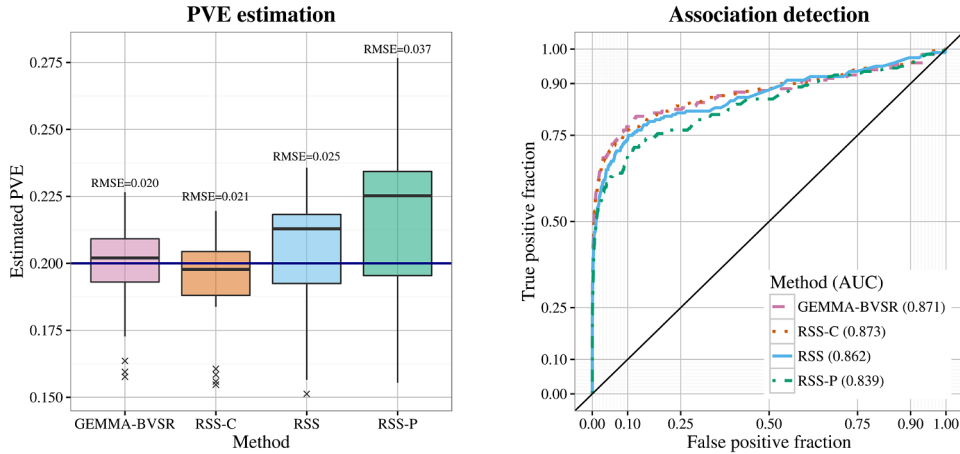 PVE estimation
RMSE=0.037
0.275
0.250
RMSE=0.025
RMSE=0.020
RMSE=0.021
0.225
0.200
0.175
0.150
Estimated PVE
GEMMA-BVSR RSS-C RSS RSS-P
Method
Association detection
1.00
0.90
0.75
0.50
0.25
0.10
0.00
True positive fraction
Method (AUC)
GEMMA-BVSR (0.871)
RSS-C (0.873)
RSS (0.862)
RSS-P (0.839)
0.00 0.10 0.25 0.50 0.75 0.90 1.00
False positive fraction